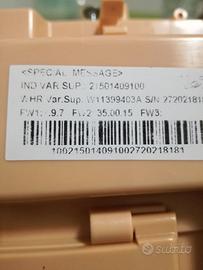 <SPECIAL MESSAGE>
IND.VAR.SUP.: 21501409100
WHR Var.Sup. W11399403A S/N 272021818
FW1: .9.7 FW2: 35.00.15 FW3:
100215014091002720218181
Subito